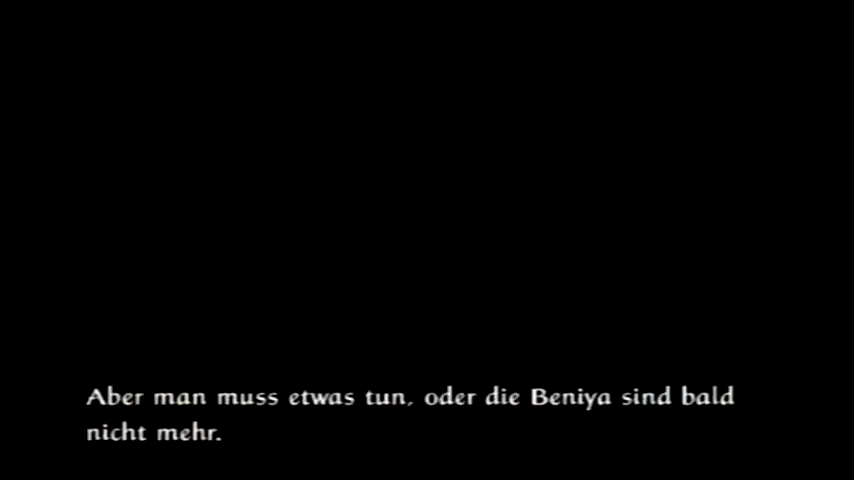 Aber man muss etwas tun, oder die Beniya sind bald
nicht mehr.